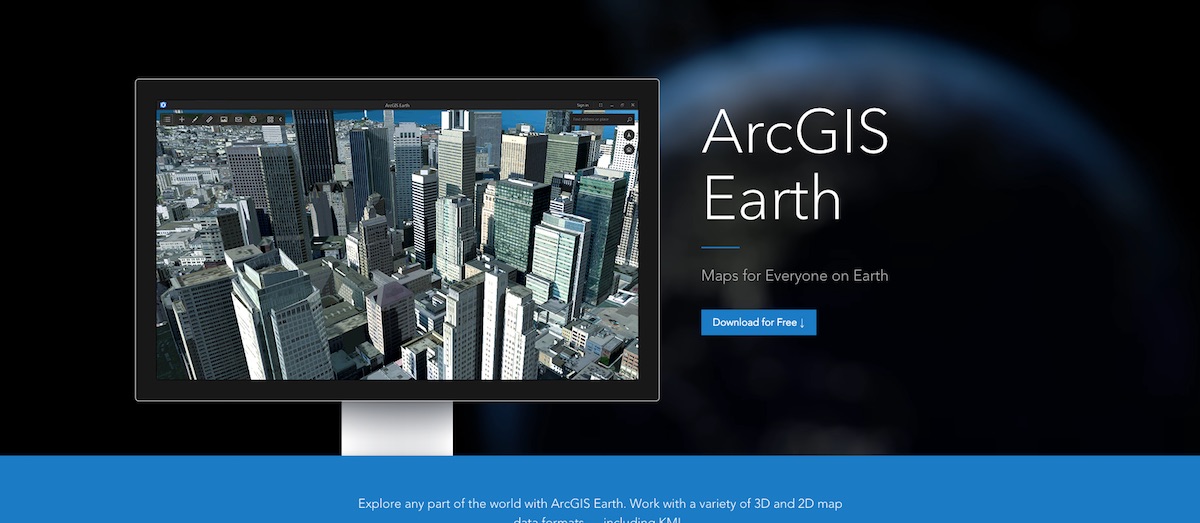 ArcGIS Earth
Sign in
Find address or place
ArcGIS
Earth
Maps for Everyone on Earth
Download for Free ↓
Explore any part of the world with ArcGIS Earth. Work with a variety of 3D and 2D map
data formats — including KML